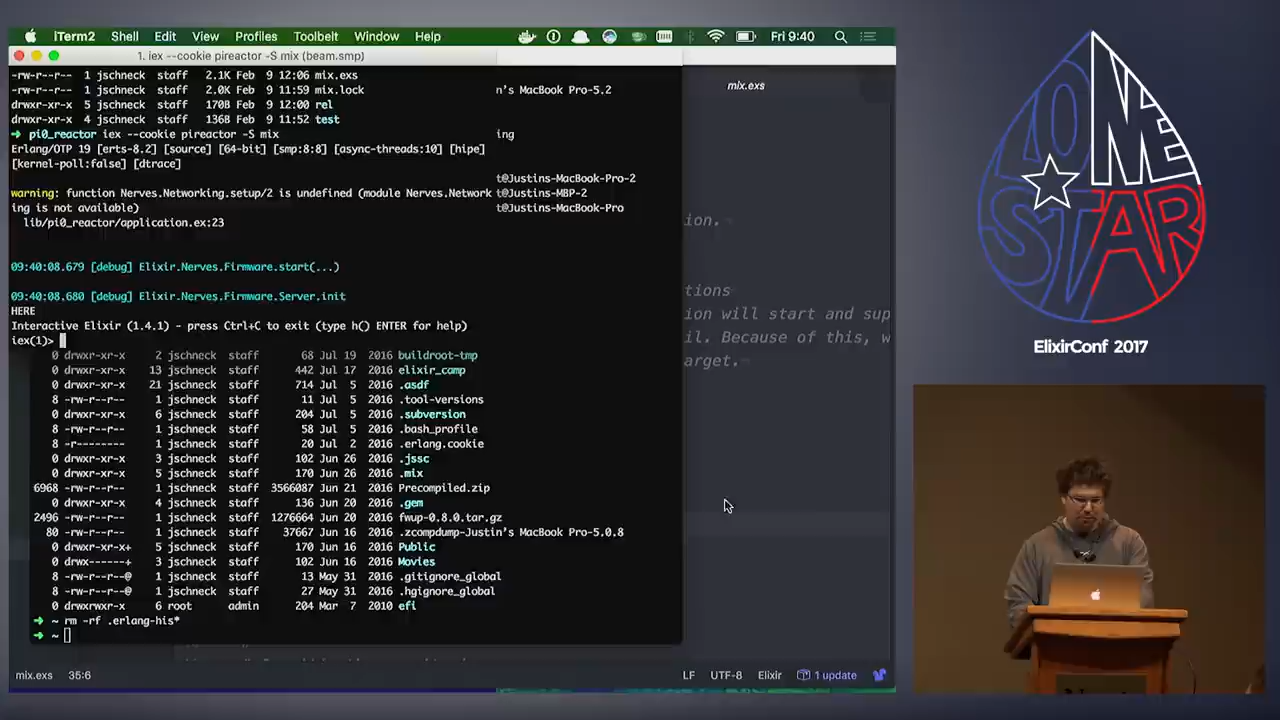 iTerm2 Shell Edit View Profiles Toolbelt Window Help Fri 9:40
1. iex --cookie pireactor -S mix (beam.smp)
-rw-r--r-- 1 jschneck staff 2.1K Feb 9 12:06 mix.exs
-rw-r--r-- 1 jschneck staff 2.0K Feb 9 11:59 mix.lock
drwxr-xr-x 5 jschneck staff 170B Feb 9 12:00 rel
drwxr-xr-x 4 jschneck staff 136B Feb 9 11:52 test
➜ pi0_reactor iex --cookie pireactor -S mix
Erlang/OTP 19 [erts-8.2] [source] [64-bit] [smp:8:8] [async-threads:10] [hipe]
[kernel-poll:false] [dtrace]
warning: function Nerves.Networking.setup/2 is undefined (module Nerves.Network
ing is not available)
lib/pi0_reactor/application.ex:23
09:40:08.679 [debug] Elixir.Nerves.Firmware.start(...)
09:40:08.680 [debug] Elixir.Nerves.Firmware.Server.init
HERE
Interactive Elixir (1.4.1) - press Ctrl+C to exit (type h() ENTER for help)
iex(1)>
n's MacBook Pro-5.2
ing
t@Justins-MacBook-Pro-2
t@Justins-MBP-2
t@Justins-MacBook-Pro
0 drwxr-xr-x 2 jschneck staff 68 Jul 19 2016 buildroot-tmp
0 drwxr-xr-x 13 jschneck staff 442 Jul 17 2016 elixir_camp
0 drwxr-xr-x 21 jschneck staff 714 Jul 5 2016 .asdf
8 -rw-r--r-- 1 jschneck staff 11 Jul 5 2016 .tool-versions
0 drwxr-xr-x 6 jschneck staff 204 Jul 5 2016 .subversion
8 -rw-r--r-- 1 jschneck staff 58 Jul 5 2016 .bash_profile
8 -r-------- 1 jschneck staff 20 Jul 2 2016 .erlang.cookie
0 drwxr-xr-x 3 jschneck staff 102 Jun 26 2016 .jssc
0 drwxr-xr-x 5 jschneck staff 170 Jun 26 2016 .mix
6968 -rw-r--r-- 1 jschneck staff 3566087 Jun 21 2016 Precompiled.zip
0 drwxr-xr-x 4 jschneck staff 136 Jun 20 2016 .gem
2496 -rw-r--r-- 1 jschneck staff 1276664 Jun 20 2016 fwup-0.8.0.tar.gz
80 -rw-r--r-- 1 jschneck staff 37667 Jun 16 2016 .zcompdump-Justin's MacBook Pro-5.0.8
0 drwxr-xr-x+ 5 jschneck staff 170 Jun 16 2016 Public
0 drwx------+ 3 jschneck staff 102 Jun 16 2016 Movies
8 -rw-r--r--@ 1 jschneck staff 13 May 31 2016 .gitignore_global
8 -rw-r--r--@ 1 jschneck staff 27 May 31 2016 .hgignore_global
0 drwxrwxr-x 6 root admin 204 Mar 7 2010 efi
➜ ~ rm -rf .erlang-his*
➜ ~
mix.exs
ion.
tions
ion will start and sup
il. Because of this, w
arget.
mix.exs 35:6 LF UTF-8 Elixir 1 update
LONE
STAR
ElixirConf 2017